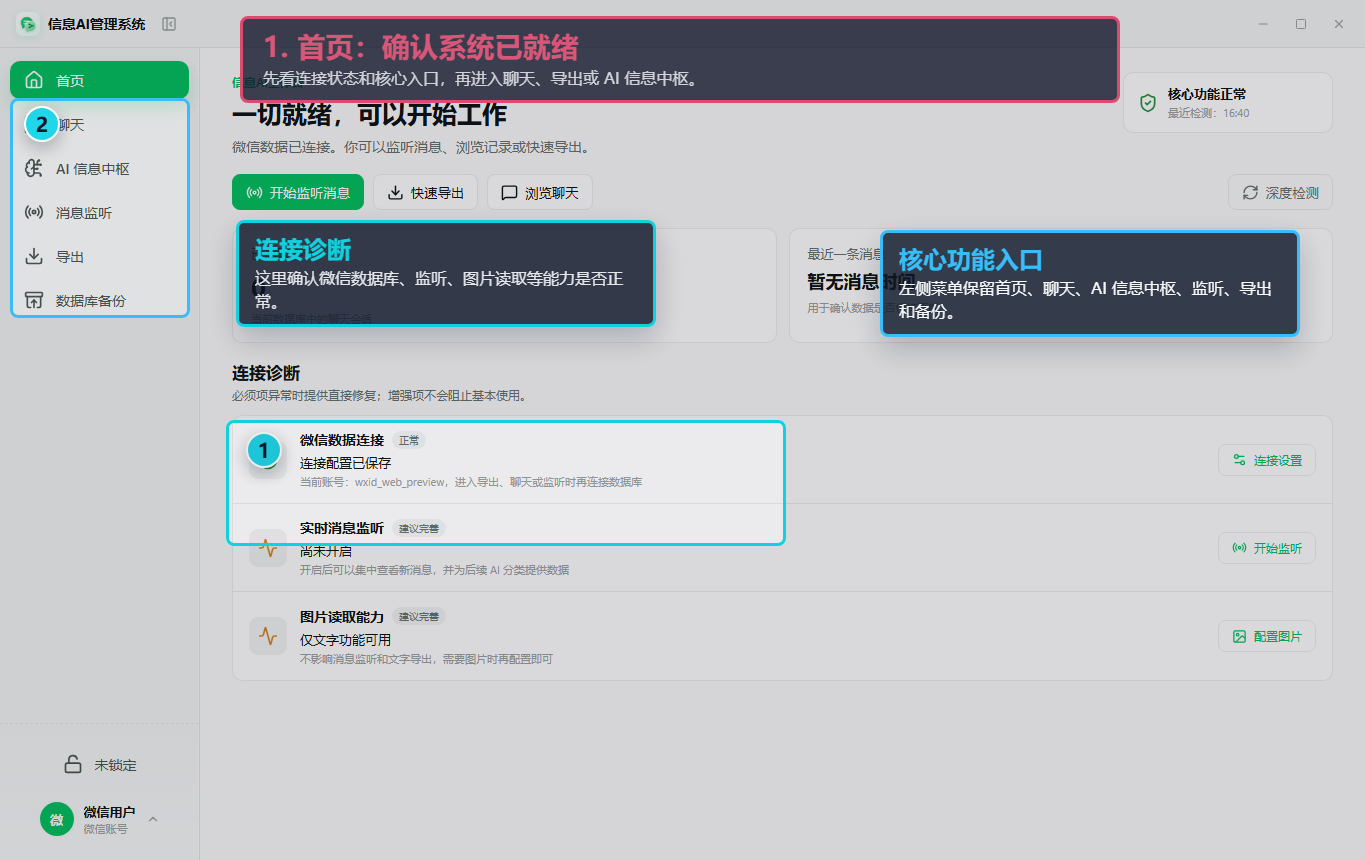 信息AI管理系统
1. 首页：确认系统已就绪
先看连接状态和核心入口，再进入聊天、导出或 AI 信息中枢。
首页
2
聊天
AI 信息中枢
消息监听
导出
数据库备份
一切就绪，可以开始工作
微信数据已连接。你可以监听消息、浏览记录或快速导出。
核心功能正常
最近检测：16:40
开始监听消息
快速导出
浏览聊天
深度检测
连接诊断
这里确认微信数据库、监听、图片读取等能力是否正
常。
最近一条消息
暂无消息时间
用于确认数据是否
核心功能入口
左侧菜单保留首页、聊天、AI 信息中枢、监听、导出
和备份。
连接诊断
必须项异常时提供直接修复；增强项不会阻止基本使用。
1
微信数据连接 正常
连接配置已保存
当前账号：wxid_web_preview，进入导出、聊天或监听时再连接数据库
连接设置
实时消息监听 建议完善
尚未开启
开启后可以集中查看新消息，并为后续 AI 分类提供数据
开始监听
图片读取能力 建议完善
仅文字功能可用
不影响消息监听和文字导出，需要图片时再配置即可
配置图片
未锁定
微
微信用户
微信账号